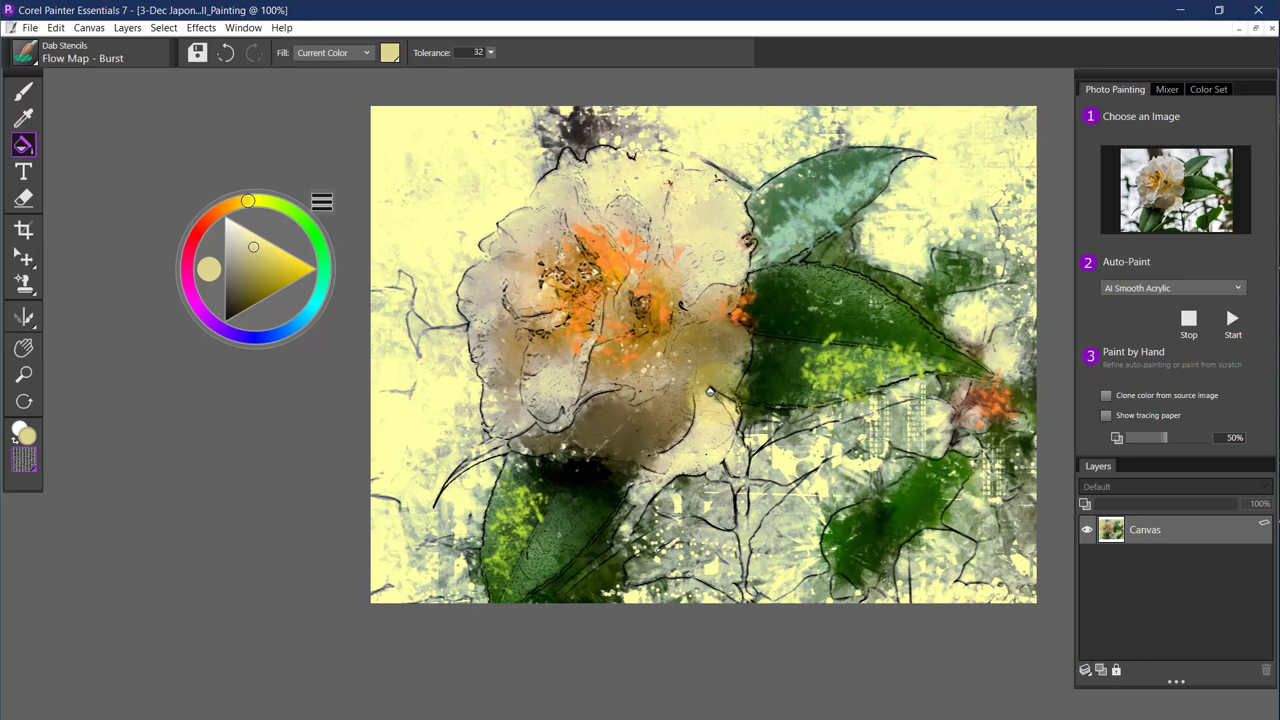 Corel Painter Essentials 7 - [3-Dec Japon...ll_Painting @ 100%]
File Edit Canvas Layers Select Effects Window Help
Dab Stencils
Flow Map - Burst
Fill: Current Color Tolerance: 32
Photo Painting Mixer Color Set
1 Choose an Image
2 Auto-Paint
AI Smooth Acrylic
Stop Start
3 Paint by Hand
Refine auto-painting or paint from scratch
Clone color from source image
Show tracing paper
50%
Layers
Default
100%
Canvas